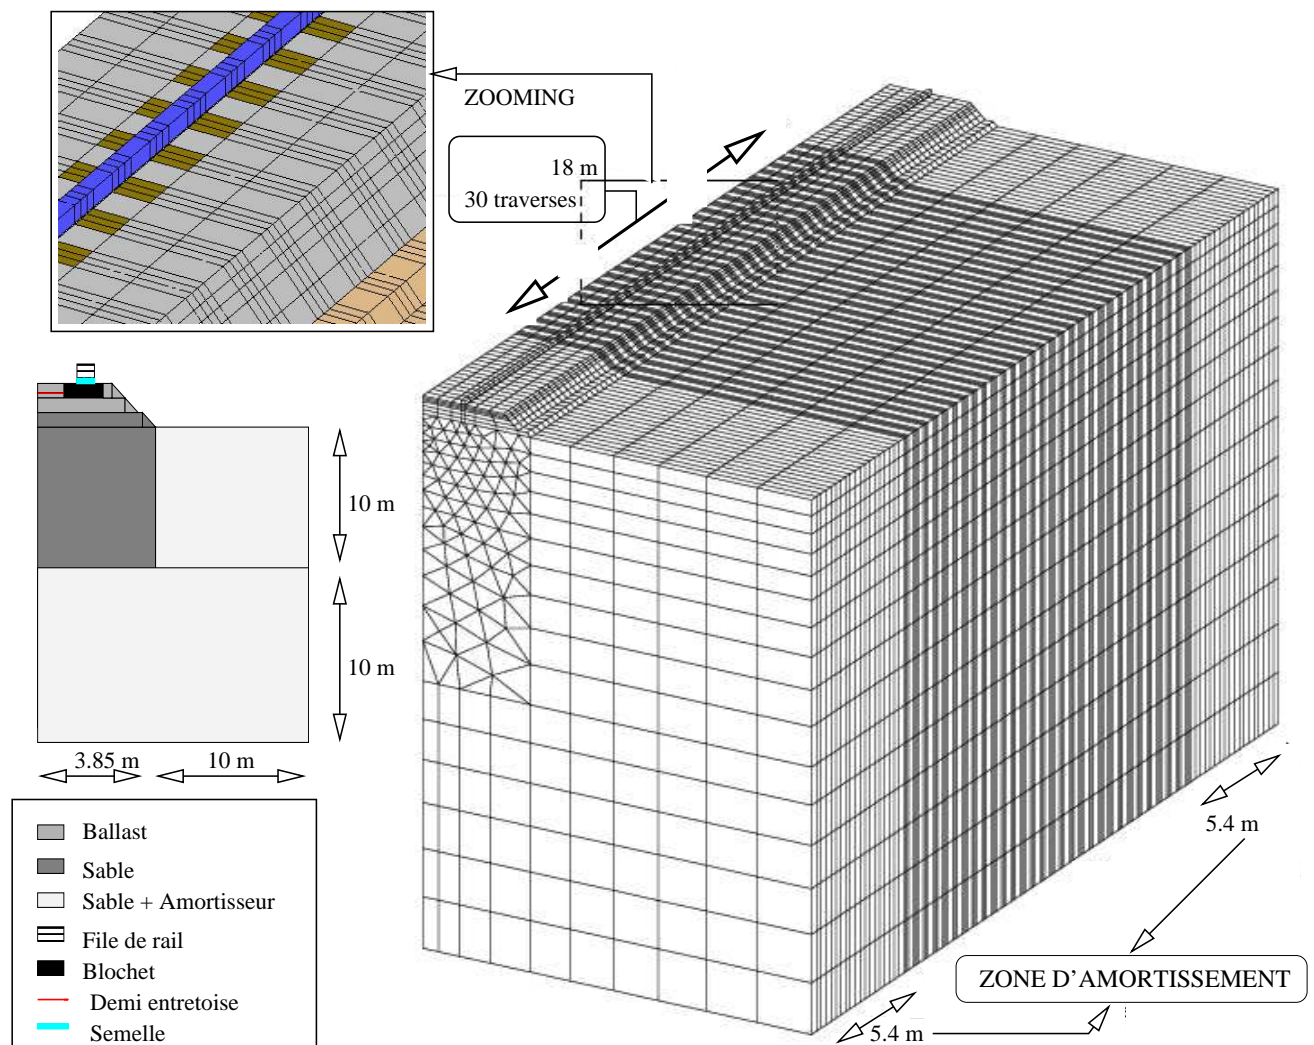 ZOOMING
18 m
30 traverses
10 m
10 m
3.85 m
10 m
Ballast
Sable
Sable + Amortisseur
File de rail
Blochet
Demi entretoise
Semelle
5.4 m
ZONE D'AMORTISSEMENT
5.4 m